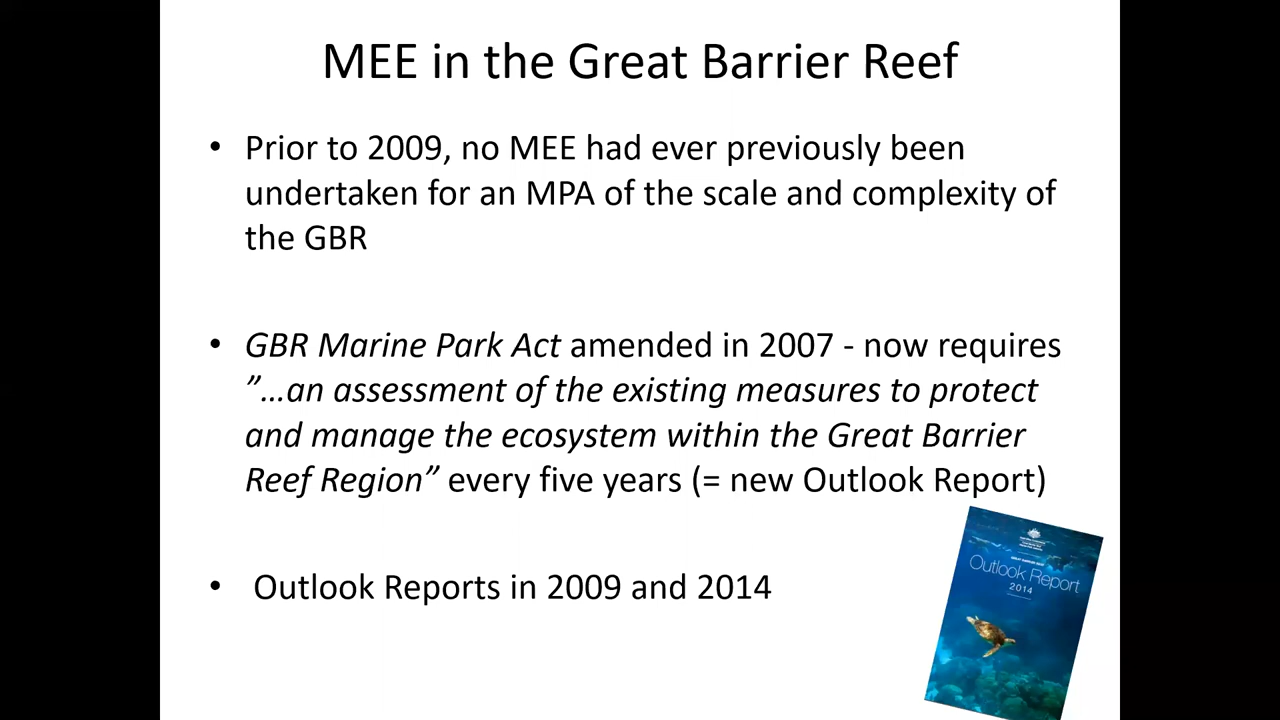 MEE in the Great Barrier Reef
• Prior to 2009, no MEE had ever previously been
undertaken for an MPA of the scale and complexity of
the GBR
• GBR Marine Park Act amended in 2007 - now requires
”…an assessment of the existing measures to protect
and manage the ecosystem within the Great Barrier
Reef Region” every five years (= new Outlook Report)
• Outlook Reports in 2009 and 2014
Outlook Report
2014